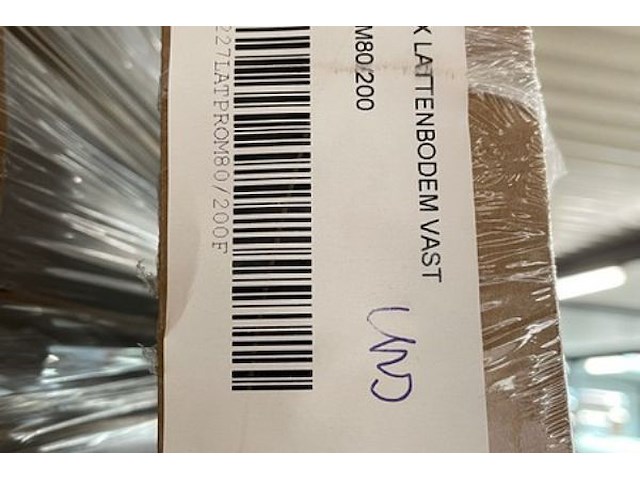 X LATTENBODEM VAST
M80/200
227LATPROM80/200F